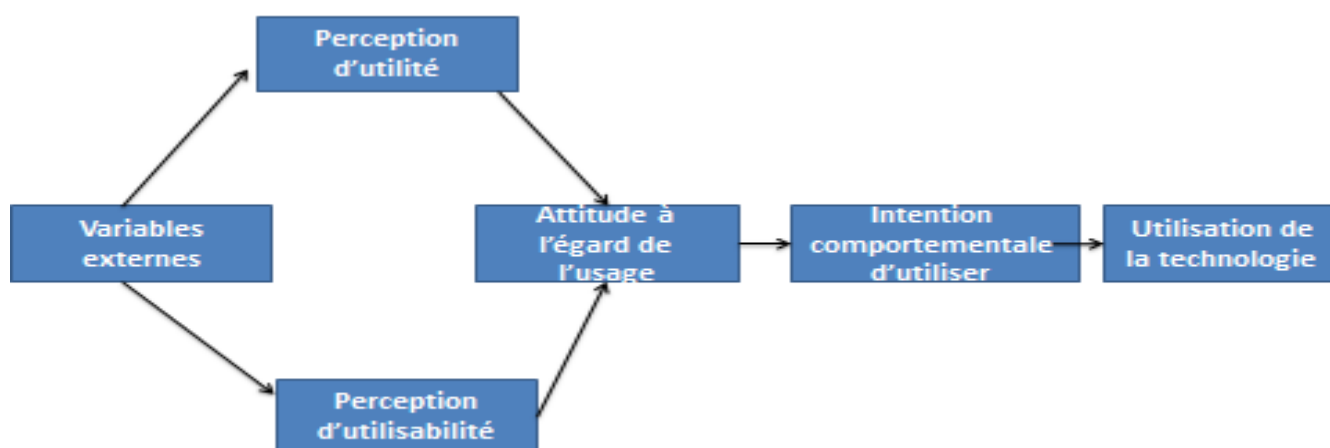 Perception
d'utilité
Variables
externes
Attitude à
l'égard de
l'usage
Intention
comportementale
d'utiliser
Utilisation de
la technologie
Perception
d'utilisabilité